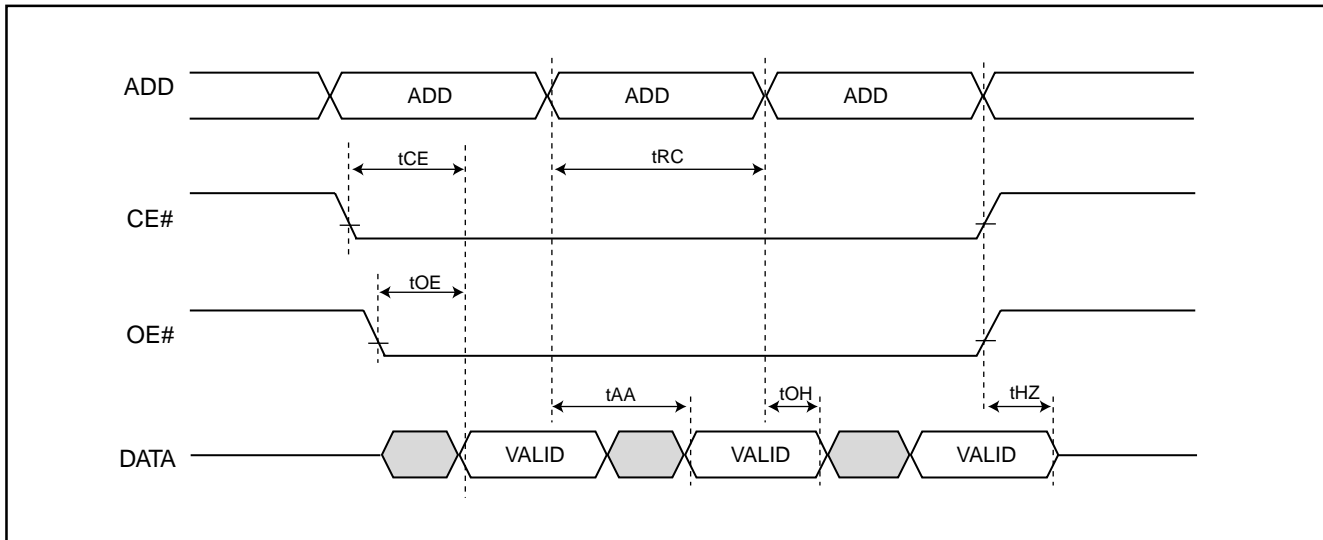 ADD ADD ADD ADD
tCE tRC
CE#
tOE
OE#
tAA tOH tHZ
DATA VALID VALID VALID